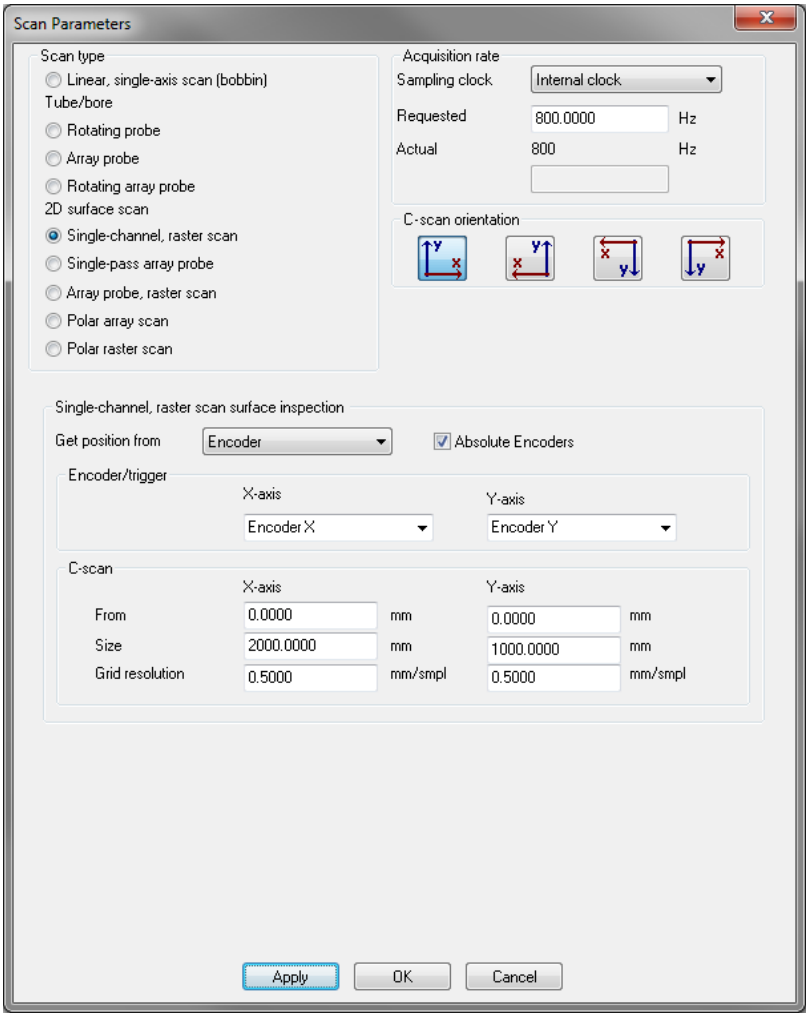 Scan Parameters
Scan type
Linear, single-axis scan (bobbin)
Tube/bore
Rotating probe
Array probe
Rotating array probe
2D surface scan
Single-channel, raster scan
Single-pass array probe
Array probe, raster scan
Polar array scan
Polar raster scan
Acquisition rate
Sampling clock Internal clock
Requested 800.0000 Hz
Actual 800 Hz
C-scan orientation
y x
y x
x y
x y
Single-channel, raster scan surface inspection
Get position from Encoder Absolute Encoders
Encoder/trigger
X-axis Y-axis
Encoder X Encoder Y
C-scan
X-axis Y-axis
From 0.0000 mm 0.0000 mm
Size 2000.0000 mm 1000.0000 mm
Grid resolution 0.5000 mm/smpl 0.5000 mm/smpl
Apply OK Cancel